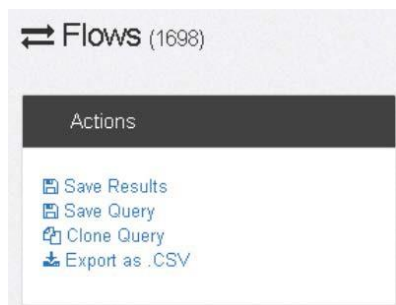 Flows (1698)
Actions
Save Results
Save Query
Clone Query
Export as .CSV